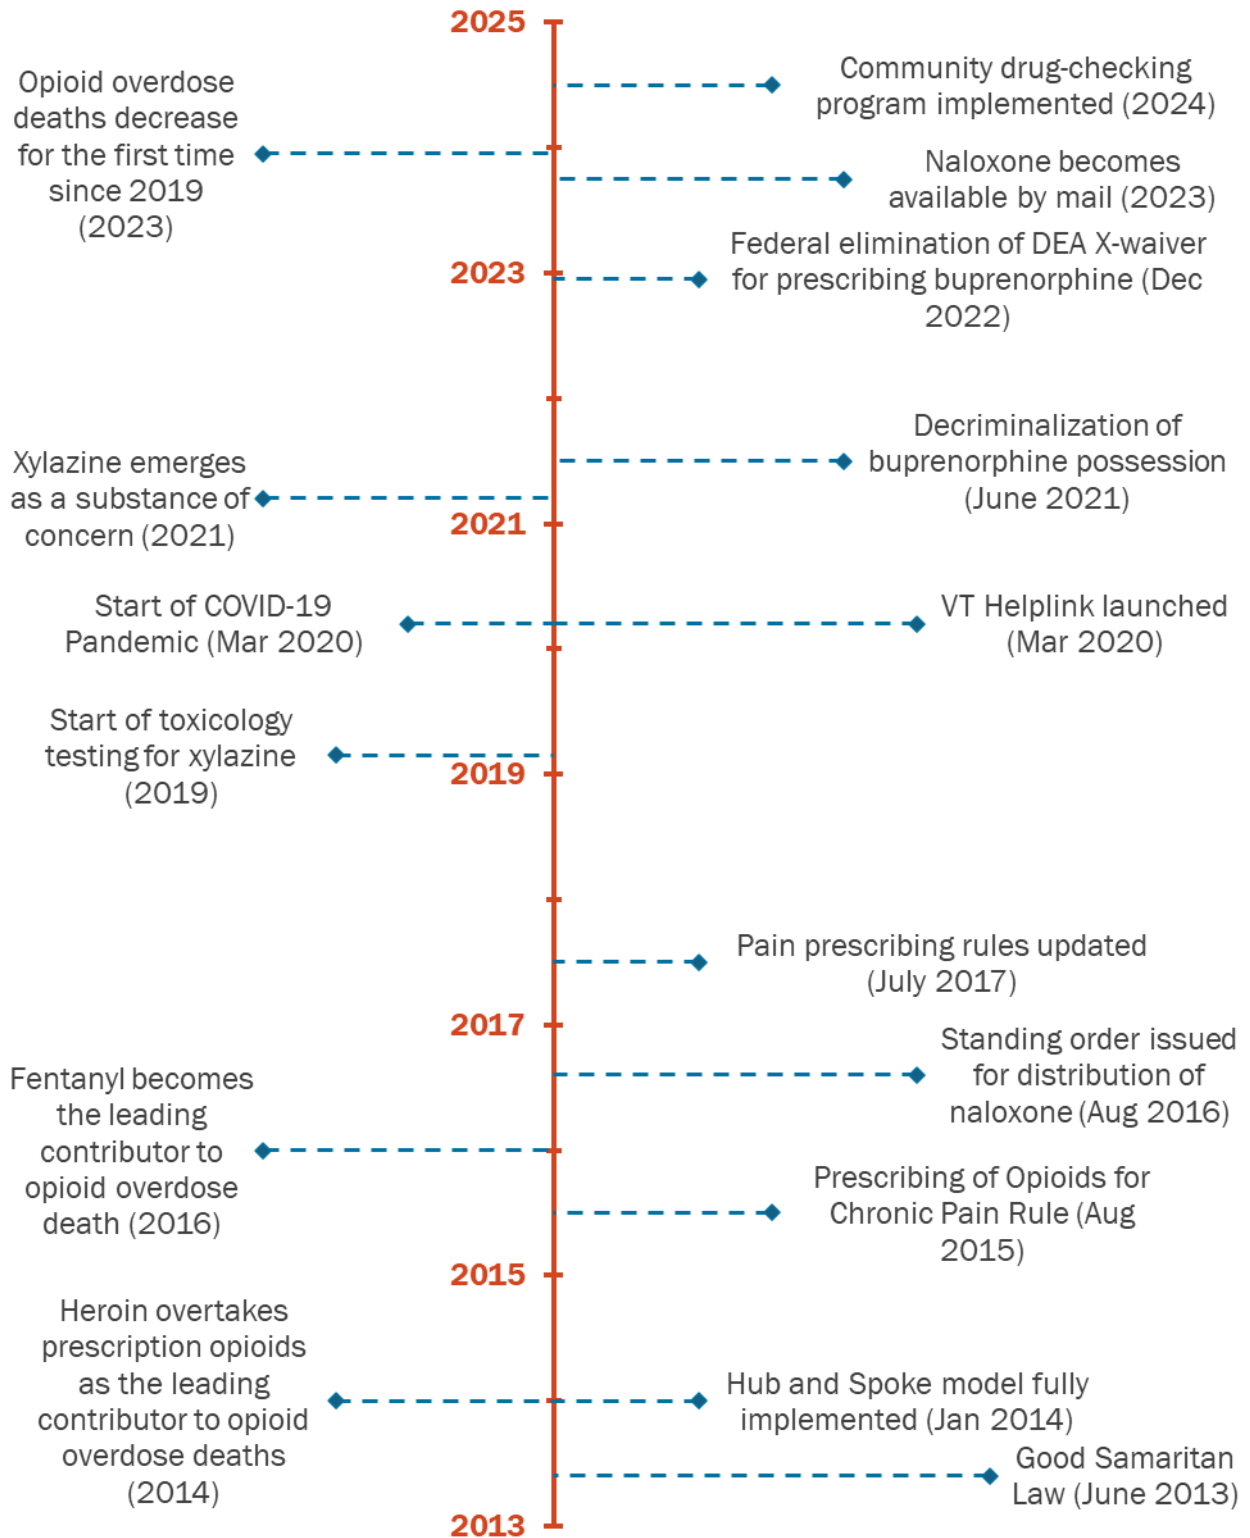 2025
Community drug-checking
program implemented (2024)
Opioid overdose
deaths decrease
for the first time
since 2019
(2023)
Naloxone becomes
available by mail (2023)
Federal elimination of DEA X-waiver
for prescribing buprenorphine (Dec
2022)
2023
Decriminalization of
buprenorphine possession
(June 2021)
Xylazine emerges
as a substance of
concern (2021)
2021
Start of COVID-19
Pandemic (Mar 2020)
VT Helplink launched
(Mar 2020)
Start of toxicology
testing for xylazine
(2019)
2019
Pain prescribing rules updated
(July 2017)
2017
Standing order issued
for distribution of
naloxone (Aug 2016)
Fentanyl becomes
the leading
contributor to
opioid overdose
death (2016)
Prescribing of Opioids for
Chronic Pain Rule (Aug
2015)
2015
Heroin overtakes
prescription opioids
as the leading
contributor to opioid
overdose deaths
(2014)
Hub and Spoke model fully
implemented (Jan 2014)
Good Samaritan
Law (June 2013)
2013